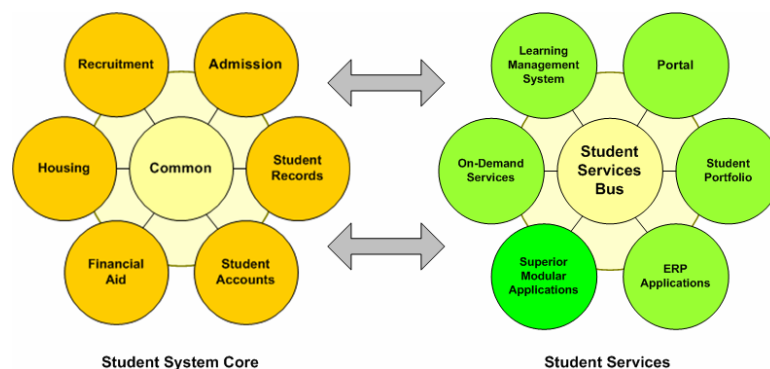 Recruitment
Admission
Housing
Common
Student
Records
Financial
Aid
Student
Accounts
Student System Core
Learning
Management
System
Portal
On-Demand
Services
Student
Services
Bus
Student
Portfolio
Superior
Modular
Applications
ERP
Applications
Student Services